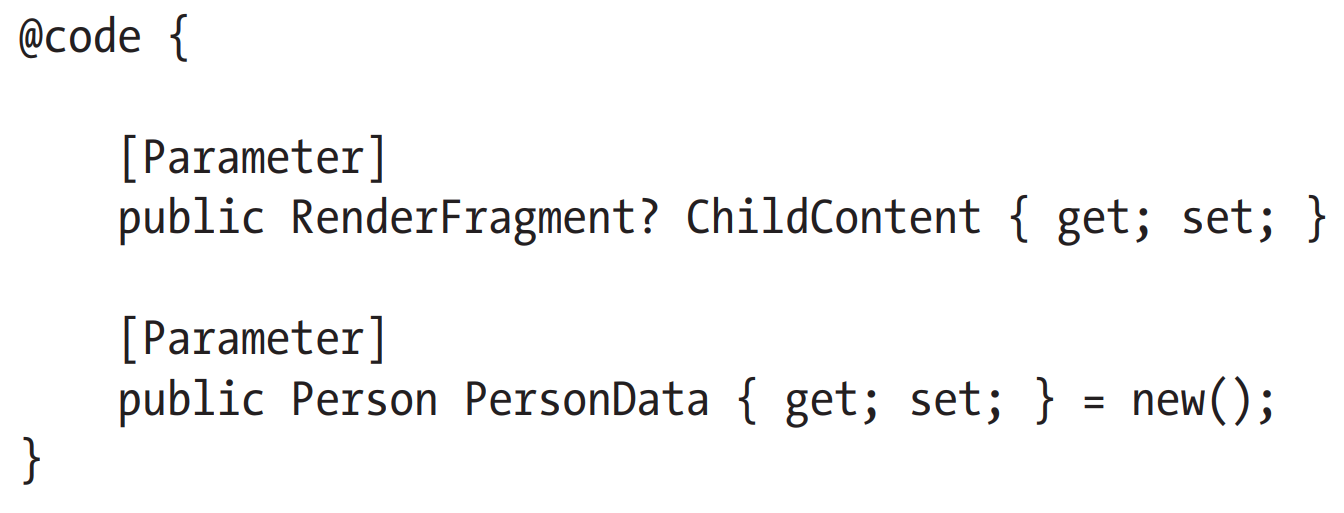 @code {
    [Parameter]
    public RenderFragment? ChildContent { get; set; }
    [Parameter]
    public Person PersonData { get; set; } = new();
}